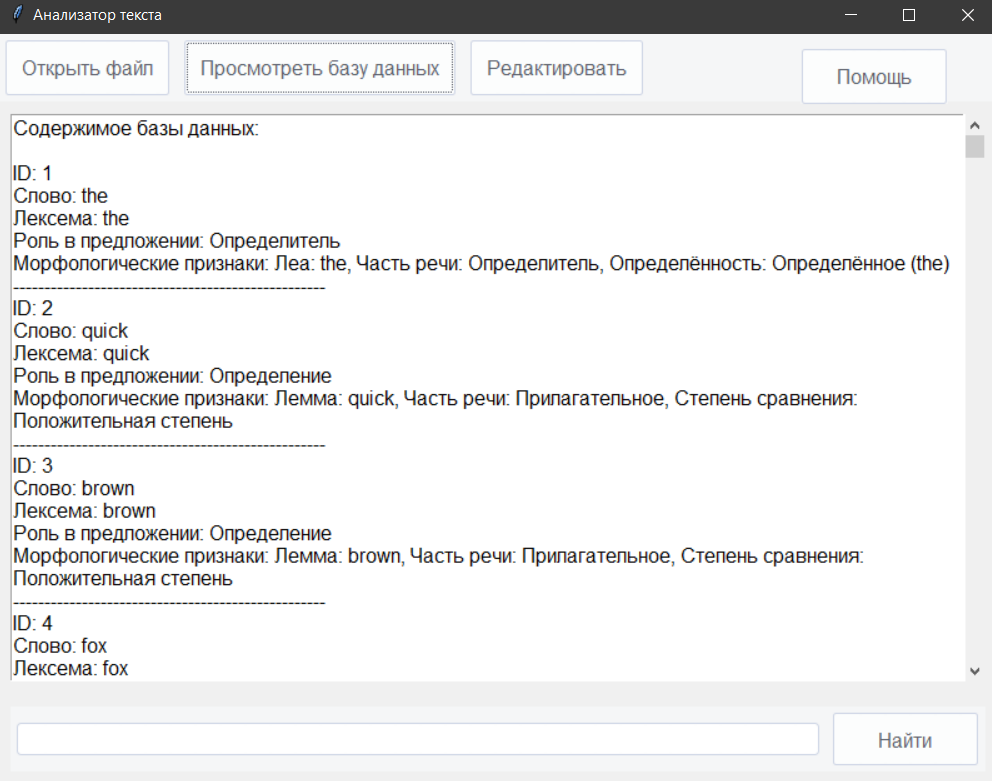 Анализатор текста
Открыть файл
Просмотреть базу данных
Редактировать
Помощь
Содержимое базы данных:
ID: 1
Слово: the
Лексема: the
Роль в предложении: Определитель
Морфологические признаки: Леа: the, Часть речи: Определитель, Определённость: Определённое (the)
--------------------------------------------------
ID: 2
Слово: quick
Лексема: quick
Роль в предложении: Определение
Морфологические признаки: Лемма: quick, Часть речи: Прилагательное, Степень сравнения:
Положительная степень
--------------------------------------------------
ID: 3
Слово: brown
Лексема: brown
Роль в предложении: Определение
Морфологические признаки: Лемма: brown, Часть речи: Прилагательное, Степень сравнения:
Положительная степень
--------------------------------------------------
ID: 4
Слово: fox
Лексема: fox
Найти